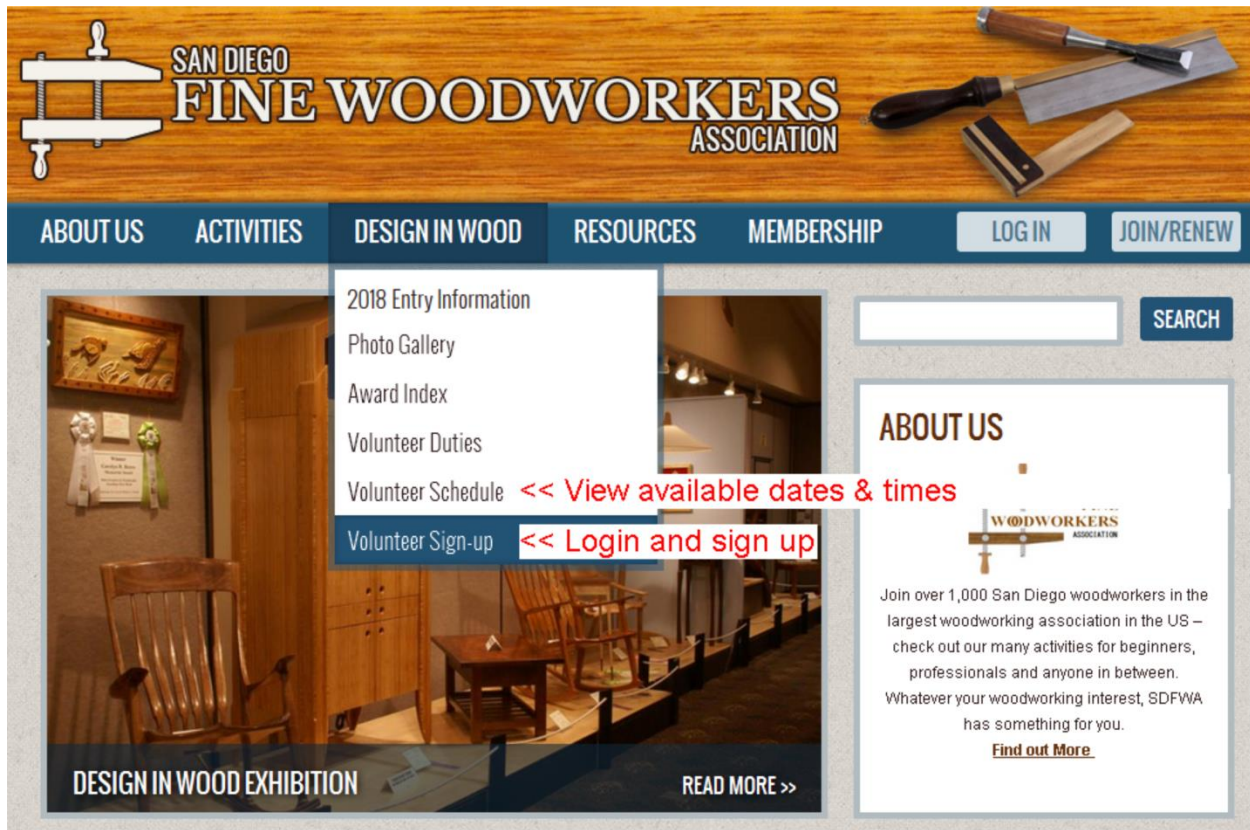 SAN DIEGO
FINE WOODWORKERS
ASSOCIATION
ABOUT US
ACTIVITIES
DESIGN IN WOOD
RESOURCES
MEMBERSHIP
LOG IN
JOIN/RENEW
2018 Entry Information
Photo Gallery
Award Index
Volunteer Duties
Volunteer Schedule << View available dates & times
Volunteer Sign-up << Login and sign up
DESIGN IN WOOD EXHIBITION
READ MORE >>
SEARCH
ABOUT US
WOODWORKERS
ASSOCIATION
Join over 1,000 San Diego woodworkers in the
largest woodworking association in the US –
check out our many activities for beginners,
professionals and anyone in between.
Whatever your woodworking interest, SDFWA
has something for you.
Find out More